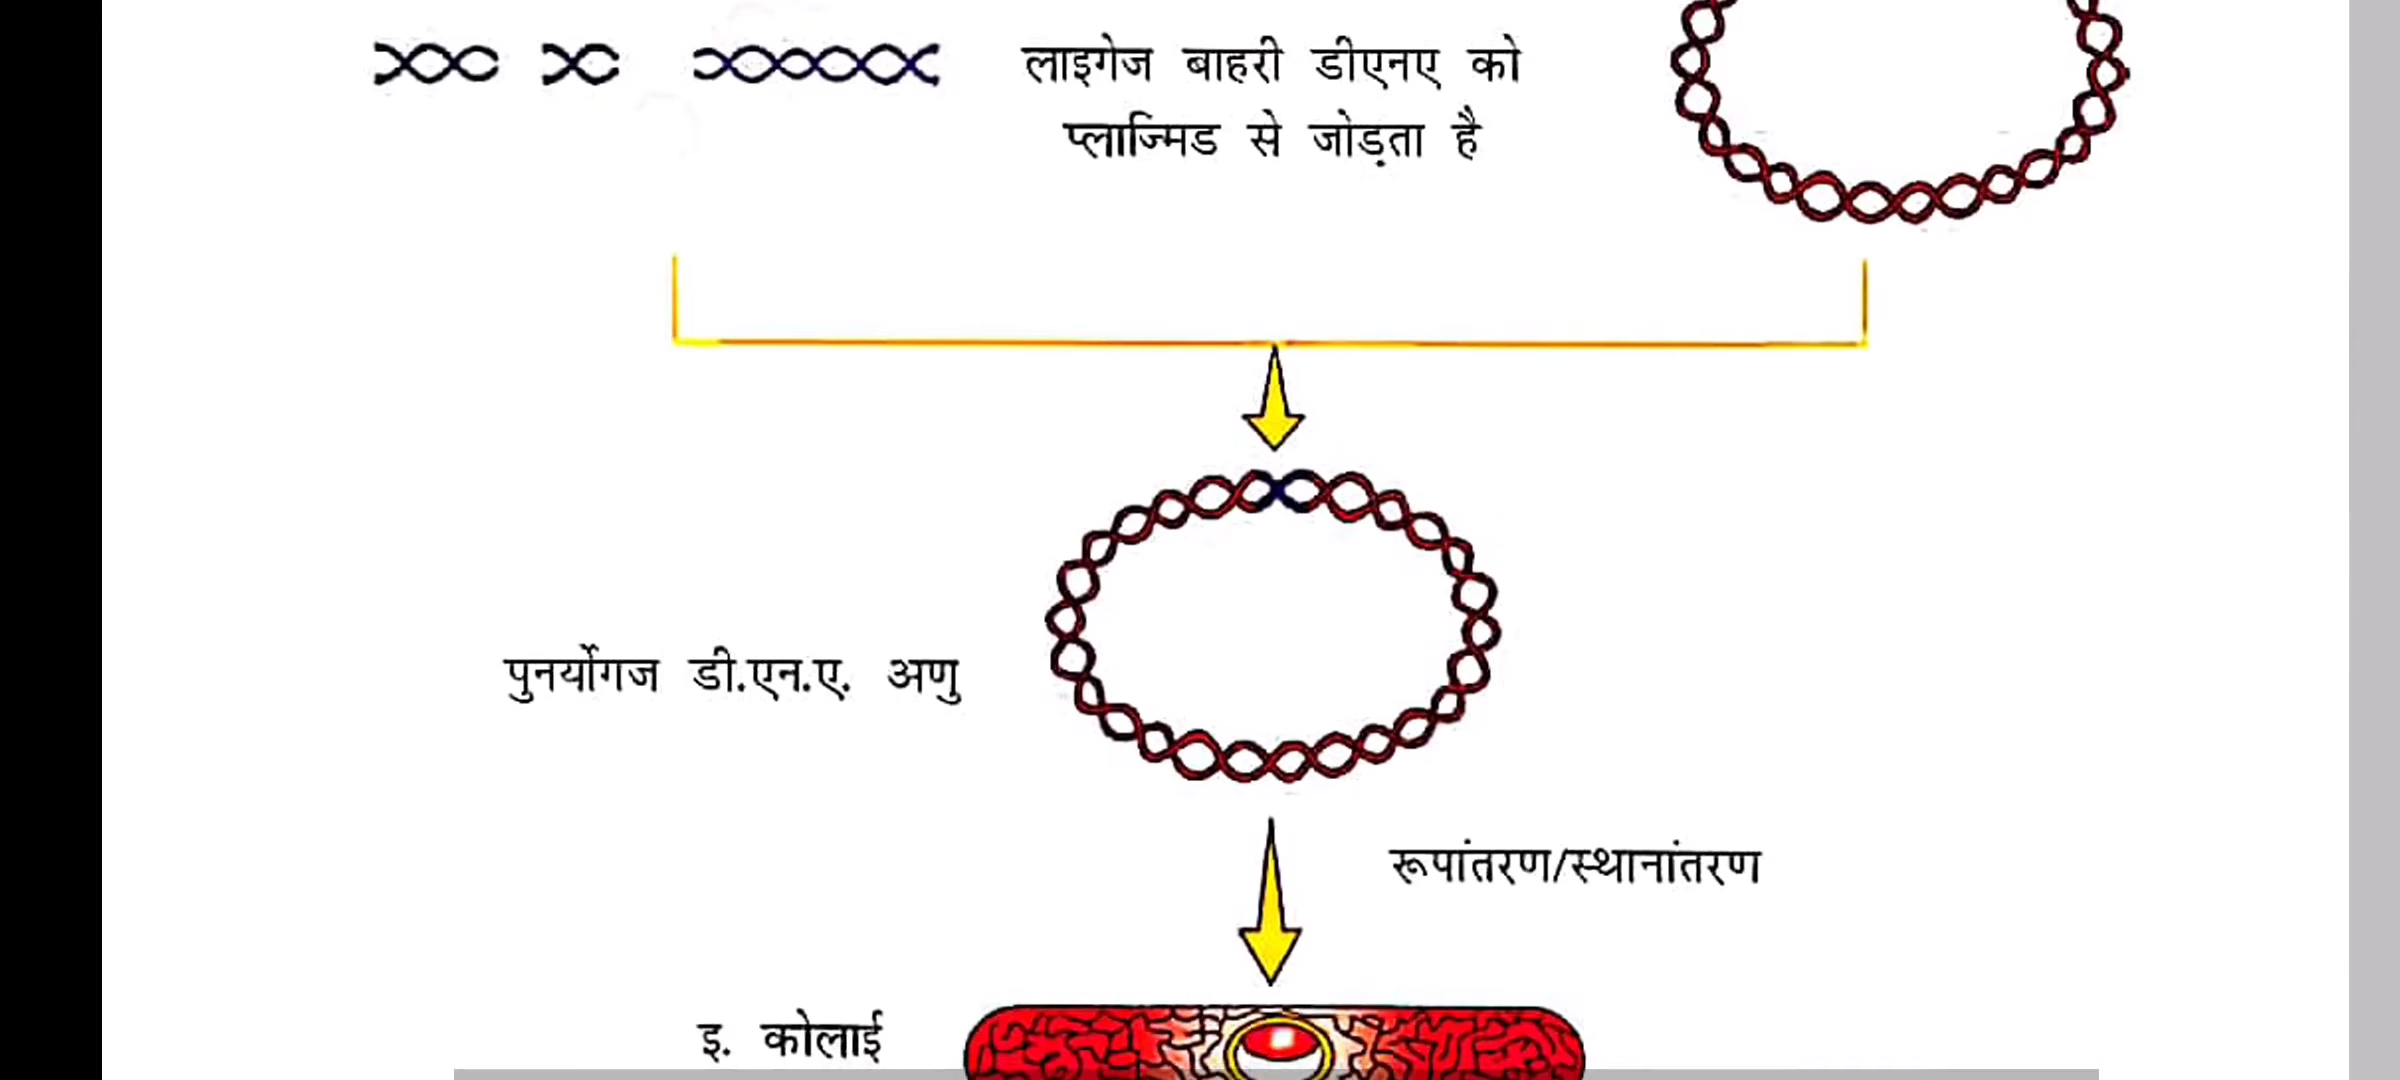 लाइगेज बाहरी डीएनए को
प्लाज्मिड से जोड़ता है
पुनर्योगज डी.एन.ए. अणु
रूपांतरण/स्थानांतरण
इ. कोलाई